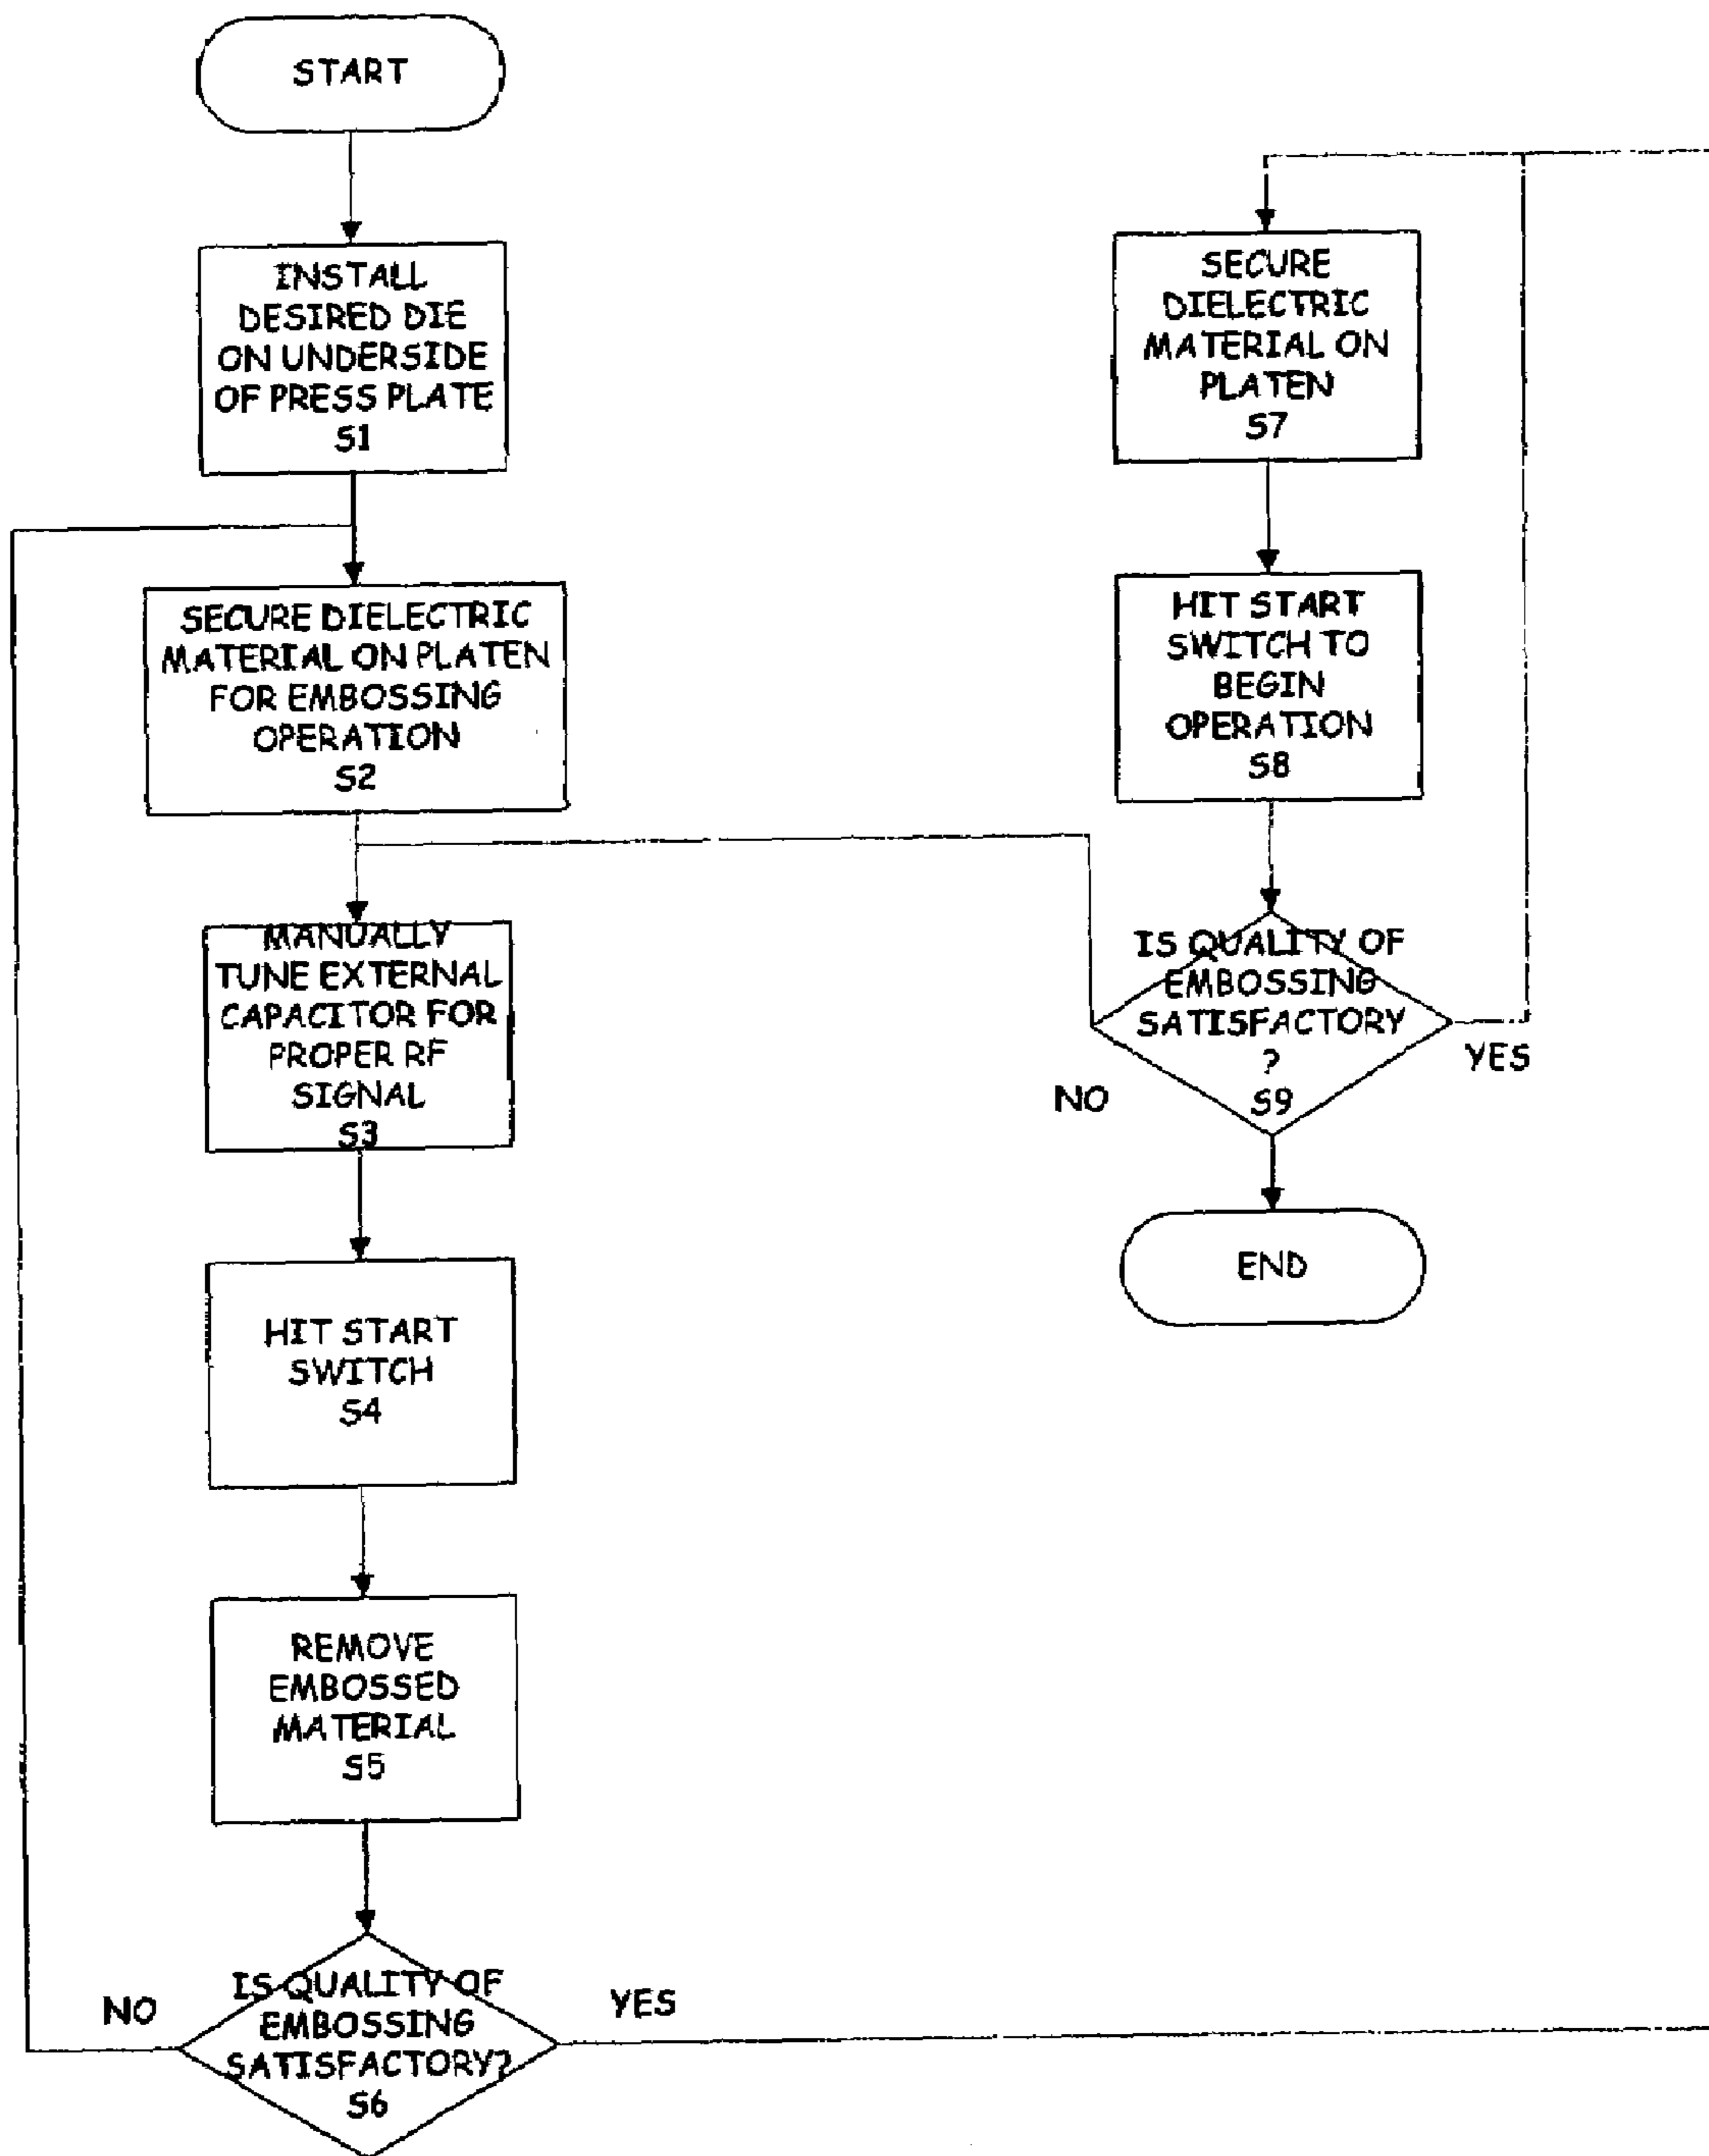 START
INSTALL
DESIRED DIE
ON UNDERSIDE
OF PRESS PLATE
S1
SECURE DIELECTRIC
MATERIAL ON PLATEN
FOR EMBOSSING
OPERATION
S2
MANUALLY
TUNE EXTERNAL
CAPACITOR FOR
PROPER RF
SIGNAL
S3
HIT START
SWITCH
S4
REMOVE
EMBOSSED
MATERIAL
S5
IS QUALITY OF
EMBOSSING
SATISFACTORY?
S6
NO
YES
SECURE
DIELECTRIC
MATERIAL ON
PLATEN
S7
HIT START
SWITCH TO
BEGIN
OPERATION
S8
IS QUALITY OF
EMBOSSING
SATISFACTORY
?
S9
NO
YES
END